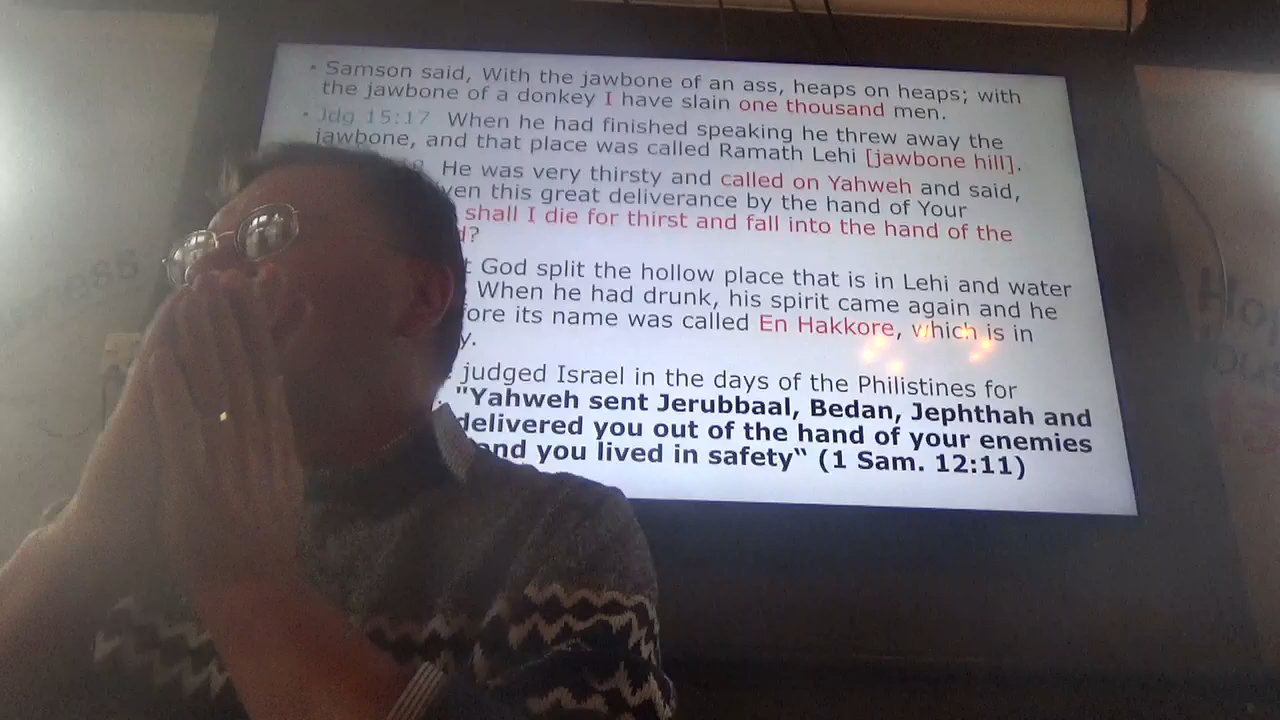 Samson said, With the jawbone of an ass, heaps on heaps; with
the jawbone of a donkey I have slain one thousand men.
Jdg 15:17 When he had finished speaking he threw away the
jawbone, and that place was called Ramath Lehi [jawbone hill].
He was very thirsty and called on Yahweh and said,
this great deliverance by the hand of Your
shall I die for thirst and fall into the hand of the
God split the hollow place that is in Lehi and water
When he had drunk, his spirit came again and he
its name was called En Hakkore, which is in
judged Israel in the days of the Philistines for
"Yahweh sent Jerubbaal, Bedan, Jephthah and
delivered you out of the hand of your enemies
and you lived in safety" (1 Sam. 12:11)